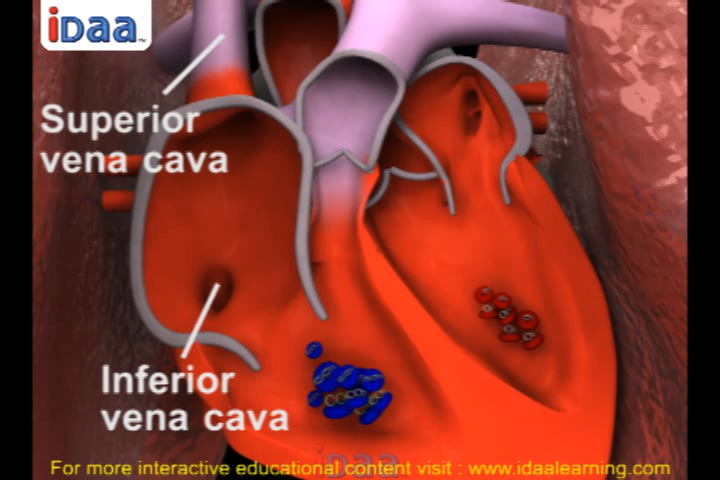 iDaa
Superior
vena cava
Inferior
vena cava
iDaa
For more interactive educational content visit : www.idaalearning.com